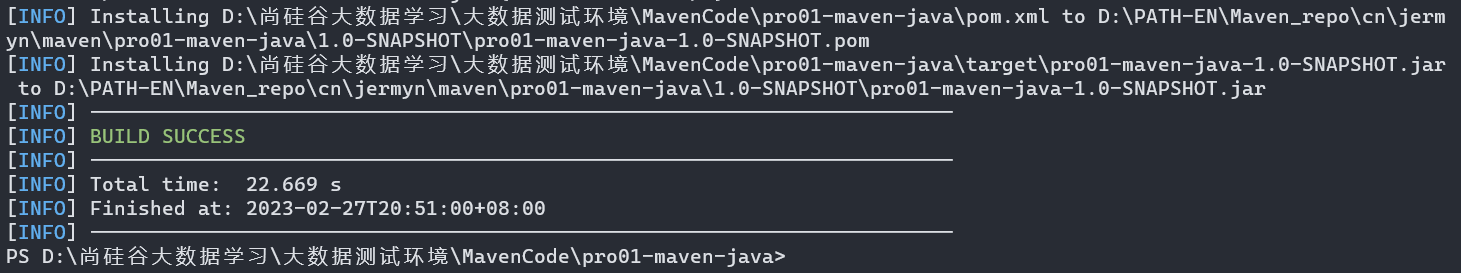 [INFO] Installing D:\尚硅谷大数据学习\大数据测试环境\MavenCode\pro01-maven-java\pom.xml to D:\PATH-EN\Maven_repo\cn\jerm
yn\maven\pro01-maven-java\1.0-SNAPSHOT\pro01-maven-java-1.0-SNAPSHOT.pom
[INFO] Installing D:\尚硅谷大数据学习\大数据测试环境\MavenCode\pro01-maven-java\target\pro01-maven-java-1.0-SNAPSHOT.jar
 to D:\PATH-EN\Maven_repo\cn\jermyn\maven\pro01-maven-java\1.0-SNAPSHOT\pro01-maven-java-1.0-SNAPSHOT.jar
[INFO] ------------------------------------------------------------------------
[INFO] BUILD SUCCESS
[INFO] ------------------------------------------------------------------------
[INFO] Total time:  22.669 s
[INFO] Finished at: 2023-02-27T20:51:00+08:00
[INFO] ------------------------------------------------------------------------
PS D:\尚硅谷大数据学习\大数据测试环境\MavenCode\pro01-maven-java>